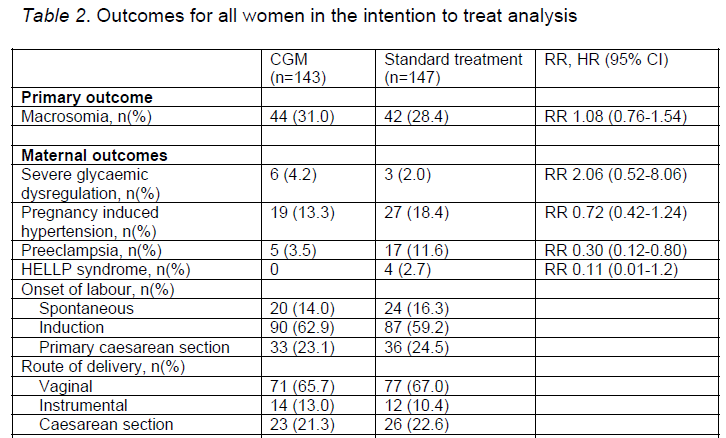 Table 2. Outcomes for all women in the intention to treat analysis
CGM (n=143) Standard treatment (n=147) RR, HR (95% CI)
Primary outcome
Macrosomia, n(%) 44 (31.0) 42 (28.4) RR 1.08 (0.76-1.54)
Maternal outcomes
Severe glycaemic 6 (4.2) 3 (2.0) RR 2.06 (0.52-8.06)
dysregulation, n(%)
Pregnancy induced 19 (13.3) 27 (18.4) RR 0.72 (0.42-1.24)
hypertension, n(%)
Preeclampsia, n(%) 5 (3.5) 17 (11.6) RR 0.30 (0.12-0.80)
HELLP syndrome, n(%) 0 4 (2.7) RR 0.11 (0.01-1.2)
Onset of labour, n(%)
Spontaneous 20 (14.0) 24 (16.3)
Induction 90 (62.9) 87 (59.2)
Primary caesarean section 33 (23.1) 36 (24.5)
Route of delivery, n(%)
Vaginal 71 (65.7) 77 (67.0)
Instrumental 14 (13.0) 12 (10.4)
Caesarean section 23 (21.3) 26 (22.6)